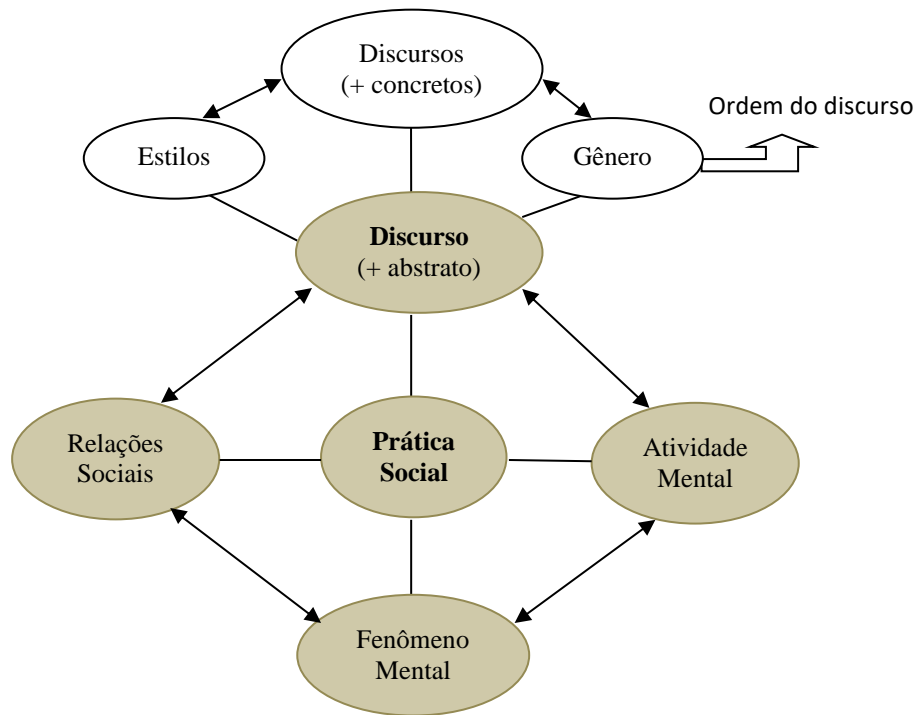 Discursos
(+ concretos)
Ordem do discurso
Estilos
Gênero
Discurso
(+ abstrato)
Relações
Sociais
Prática
Social
Atividade
Mental
Fenômeno
Mental